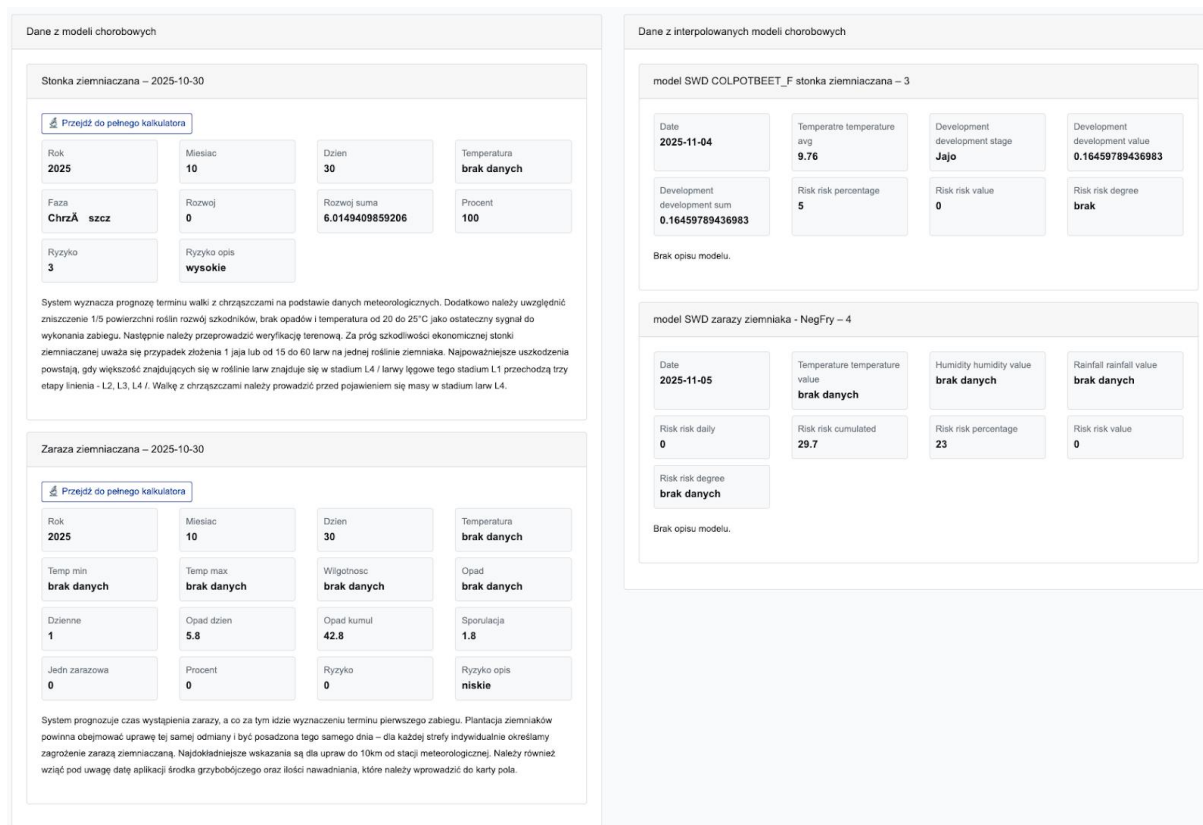 Dane z modeli chorobowych
Stonka ziemniaczana – 2025-10-30
Przejdź do pełnego kalkulatora
Rok
2025
Miesiac
10
Dzien
30
Temperatura
brak danych
Faza
ChrzÄ szcz
Rozwoj
0
Rozwoj suma
6.0149409859206
Procent
100
Ryzyko
3
Ryzyko opis
wysokie
System wyznacza prognozę terminu walki z chrząszczami na podstawie danych meteorologicznych. Dodatkowo należy uwzględnić
zniszczenie 1/5 powierzchni roślin rozwój szkodników, brak opadów i temperatura od 20 do 25°C jako ostateczny sygnał do
wykonania zabiegu. Następnie należy przeprowadzić weryfikację terenową. Za próg szkodliwości ekonomicznej stonki
ziemniaczanej uważa się przypadek złożenia 1 jaja lub od 15 do 60 larw na jednej roślinie ziemniaka. Najpoważniejsze uszkodzenia
powstają, gdy większość znajdujących się w roślinie larw znajduje się w stadium L4 / larwy lęgowe tego stadium L1 przechodzą trzy
etapy linienia - L2, L3, L4 /. Walkę z chrząszczami należy prowadzić przed pojawieniem się masy w stadium larw L4.
Zaraza ziemniaczana – 2025-10-30
Przejdź do pełnego kalkulatora
Rok
2025
Miesiac
10
Dzien
30
Temperatura
brak danych
Temp min
brak danych
Temp max
brak danych
Wilgotnosc
brak danych
Opad
brak danych
Dzienne
1
Opad dzien
5.8
Opad kumul
42.8
Sporulacja
1.8
Jedn zarazowa
0
Procent
0
Ryzyko
0
Ryzyko opis
niskie
System prognozuje czas wystąpienia zarazy, a co za tym idzie wyznaczeniu terminu pierwszego zabiegu. Plantacja ziemniaków
powinna obejmować uprawę tej samej odmiany i być posadzona tego samego dnia – dla każdej strefy indywidualnie określamy
zagrożenie zarazą ziemniaczaną. Najdokładniejsze wskazania są dla upraw do 10km od stacji meteorologicznej. Należy również
wziąć pod uwagę datę aplikacji środka grzybobójczego oraz ilości nawadniania, które należy wprowadzić do karty pola.
Dane z interpolowanych modeli chorobowych
model SWD COLPOTBEET_F stonka ziemniaczana – 3
Date
2025-11-04
Temperatre temperature
avg
9.76
Development
development stage
Jajo
Development
development value
0.16459789436983
Development
development sum
0.16459789436983
Risk risk percentage
5
Risk risk value
0
Risk risk degree
brak
Brak opisu modelu.
model SWD zarazy ziemniaka - NegFry – 4
Date
2025-11-05
Temperature temperature
value
brak danych
Humidity humidity value
brak danych
Rainfall rainfall value
brak danych
Risk risk daily
0
Risk risk cumulated
29.7
Risk risk percentage
23
Risk risk value
0
Risk risk degree
brak danych
Brak opisu modelu.